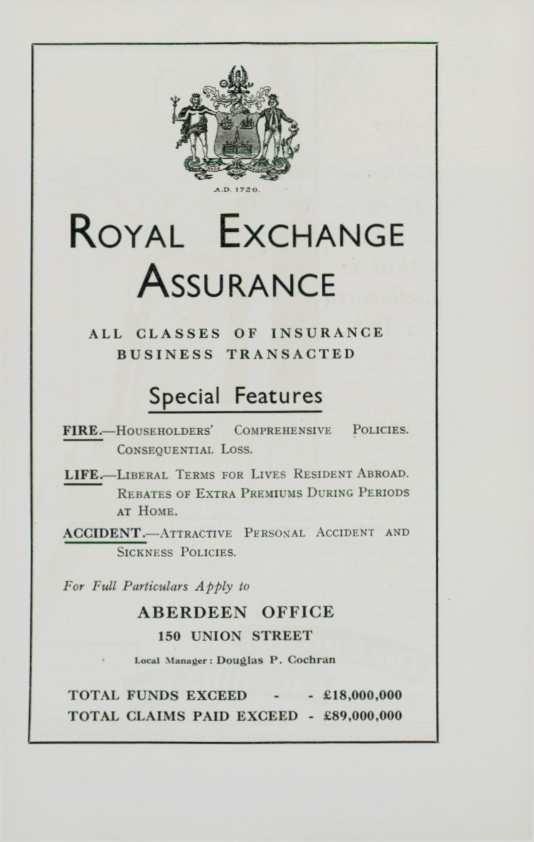 A.D. 1720.
ROYAL EXCHANGE
ASSURANCE
ALL CLASSES OF INSURANCE
BUSINESS TRANSACTED
Special Features
FIRE.—HOUSEHOLDERS' COMPREHENSIVE POLICIES.
CONSEQUENTIAL LOSS.
LIFE.—LIBERAL TERMS FOR LIVES RESIDENT ABROAD.
REBATES OF EXTRA PREMIUMS DURING PERIODS
AT HOME.
ACCIDENT.—ATTRACTIVE PERSONAL ACCIDENT AND
SICKNESS POLICIES.
For Full Particulars Apply to
ABERDEEN OFFICE
150 UNION STREET
Local Manager: Douglas P. Cochran
TOTAL FUNDS EXCEED - - £18,000,000
TOTAL CLAIMS PAID EXCEED - £89,000,000